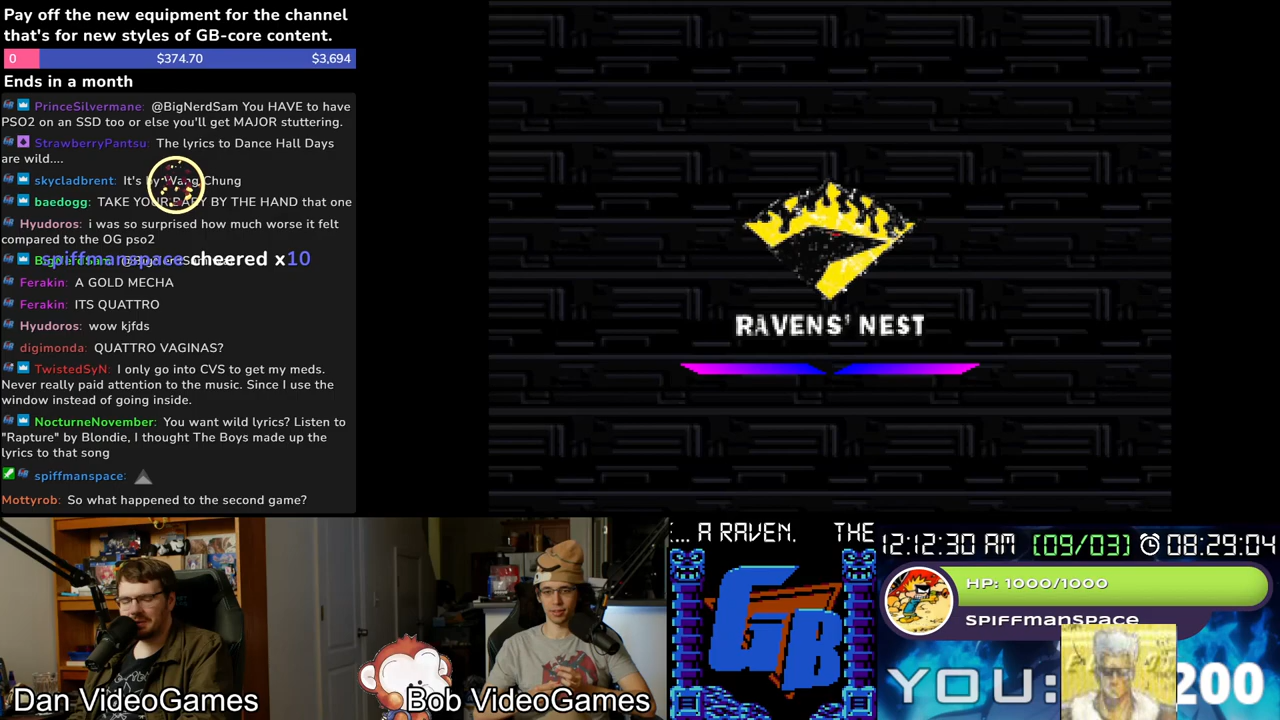 Pay off the new equipment for the channel
that's for new styles of GB-core content.
0 $374.70 $3,694
Ends in a month
PrinceSilvermane: @BigNerdSam You HAVE to have
PSO2 on an SSD too or else you'll get MAJOR stuttering.
StrawberryPantsu: The lyrics to Dance Hall Days
are wild....
skycladbrent: It's by Wang Chung
baedogg: TAKE YOUR BABY BY THE HAND that one
Hyudoros: i was so surprised how much worse it felt
compared to the OG pso2
spiffmanspace cheered x10
Ferakin: A GOLD MECHA
Ferakin: ITS QUATTRO
Hyudoros: wow kjfds
digimonda: QUATTRO VAGINAS?
TwistedSyN: I only go into CVS to get my meds.
Never really paid attention to the music. Since I use the
window instead of going inside.
NocturneNovember: You want wild lyrics? Listen to
"Rapture" by Blondie, I thought The Boys made up the
lyrics to that song
spiffmanspace:
Mottyrob: So what happened to the second game?
RAVENS' NEST
.... A RAVEN. THE
12:12:30 AM [09/03] 08:29:04
HP: 1000/1000
SPIFFMANSPACE
GB
YOU: 200
Dan VideoGames
Bob VideoGames